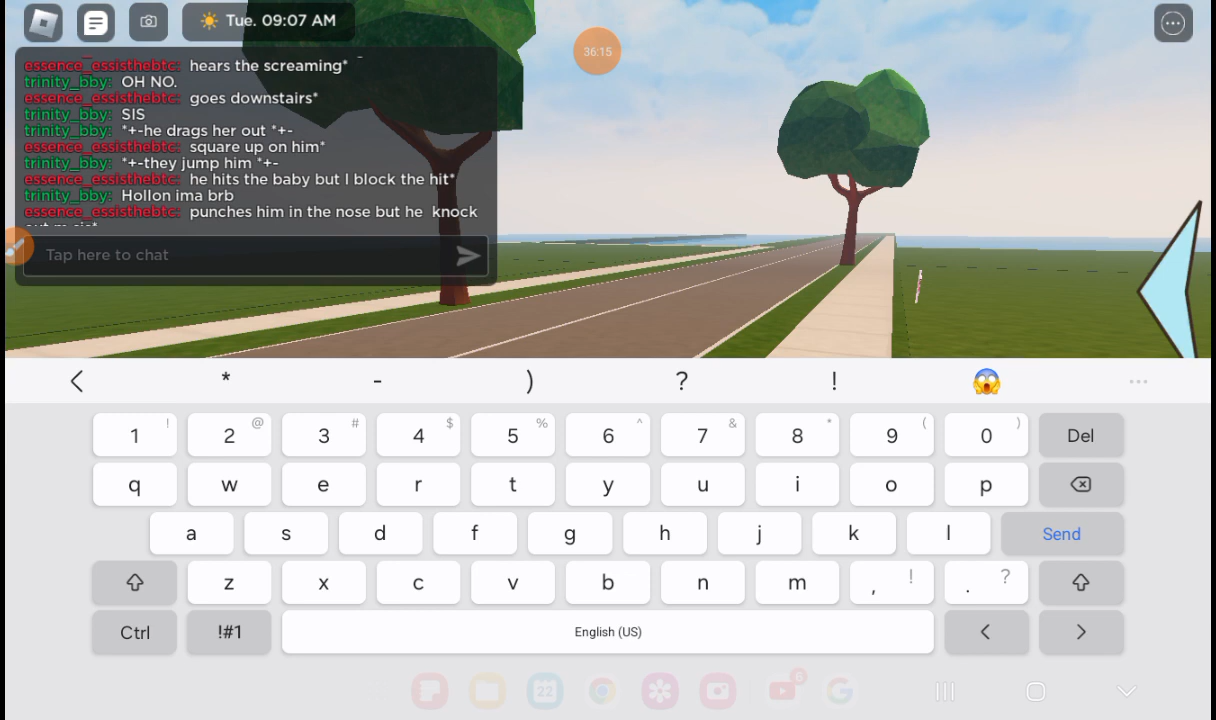 Tue. 09:07 AM
36:15
essence_essisthebtc: hears the screaming*
trinity_bby: OH NO.
essence_essisthebtc: goes downstairs*
trinity_bby: SIS
trinity_bby: *+-he drags her out *+-
essence_essisthebtc: square up on him*
trinity_bby: *+-they jump him *+-
essence_essisthebtc: he hits the baby but I block the hit*
trinity_bby: Hollon ima brb
essence_essisthebtc: punches him in the nose but he knock
Tap here to chat
* - ) ? !
! @ # $ % ^ & * ( )
1 2 3 4 5 6 7 8 9 0 Del
q w e r t y u i o p
a s d f g h j k l Send
z x c v b n m , ! . ?
Ctrl !#1 English (US) < >
22
6